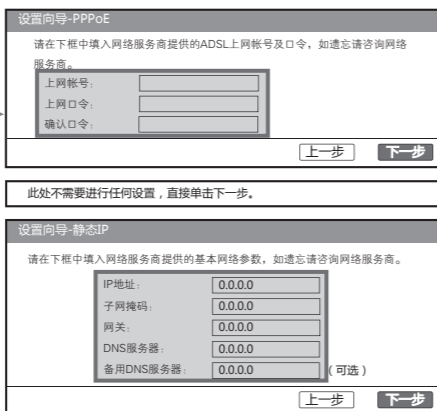 设置向导-PPPoE
请在下框中填入网络服务商提供的ADSL上网帐号及口令，如遗忘请咨询网络
服务商。
上网帐号：
上网口令：
确认口令：
上一步 下一步
此处不需要进行任何设置，直接单击下一步。
设置向导-静态IP
请在下框中填入网络服务商提供的基本网络参数，如遗忘请咨询网络服务商。
IP地址： 0.0.0.0
子网掩码： 0.0.0.0
网关： 0.0.0.0
DNS服务器： 0.0.0.0
备用DNS服务器： 0.0.0.0 （可选）
上一步 下一步